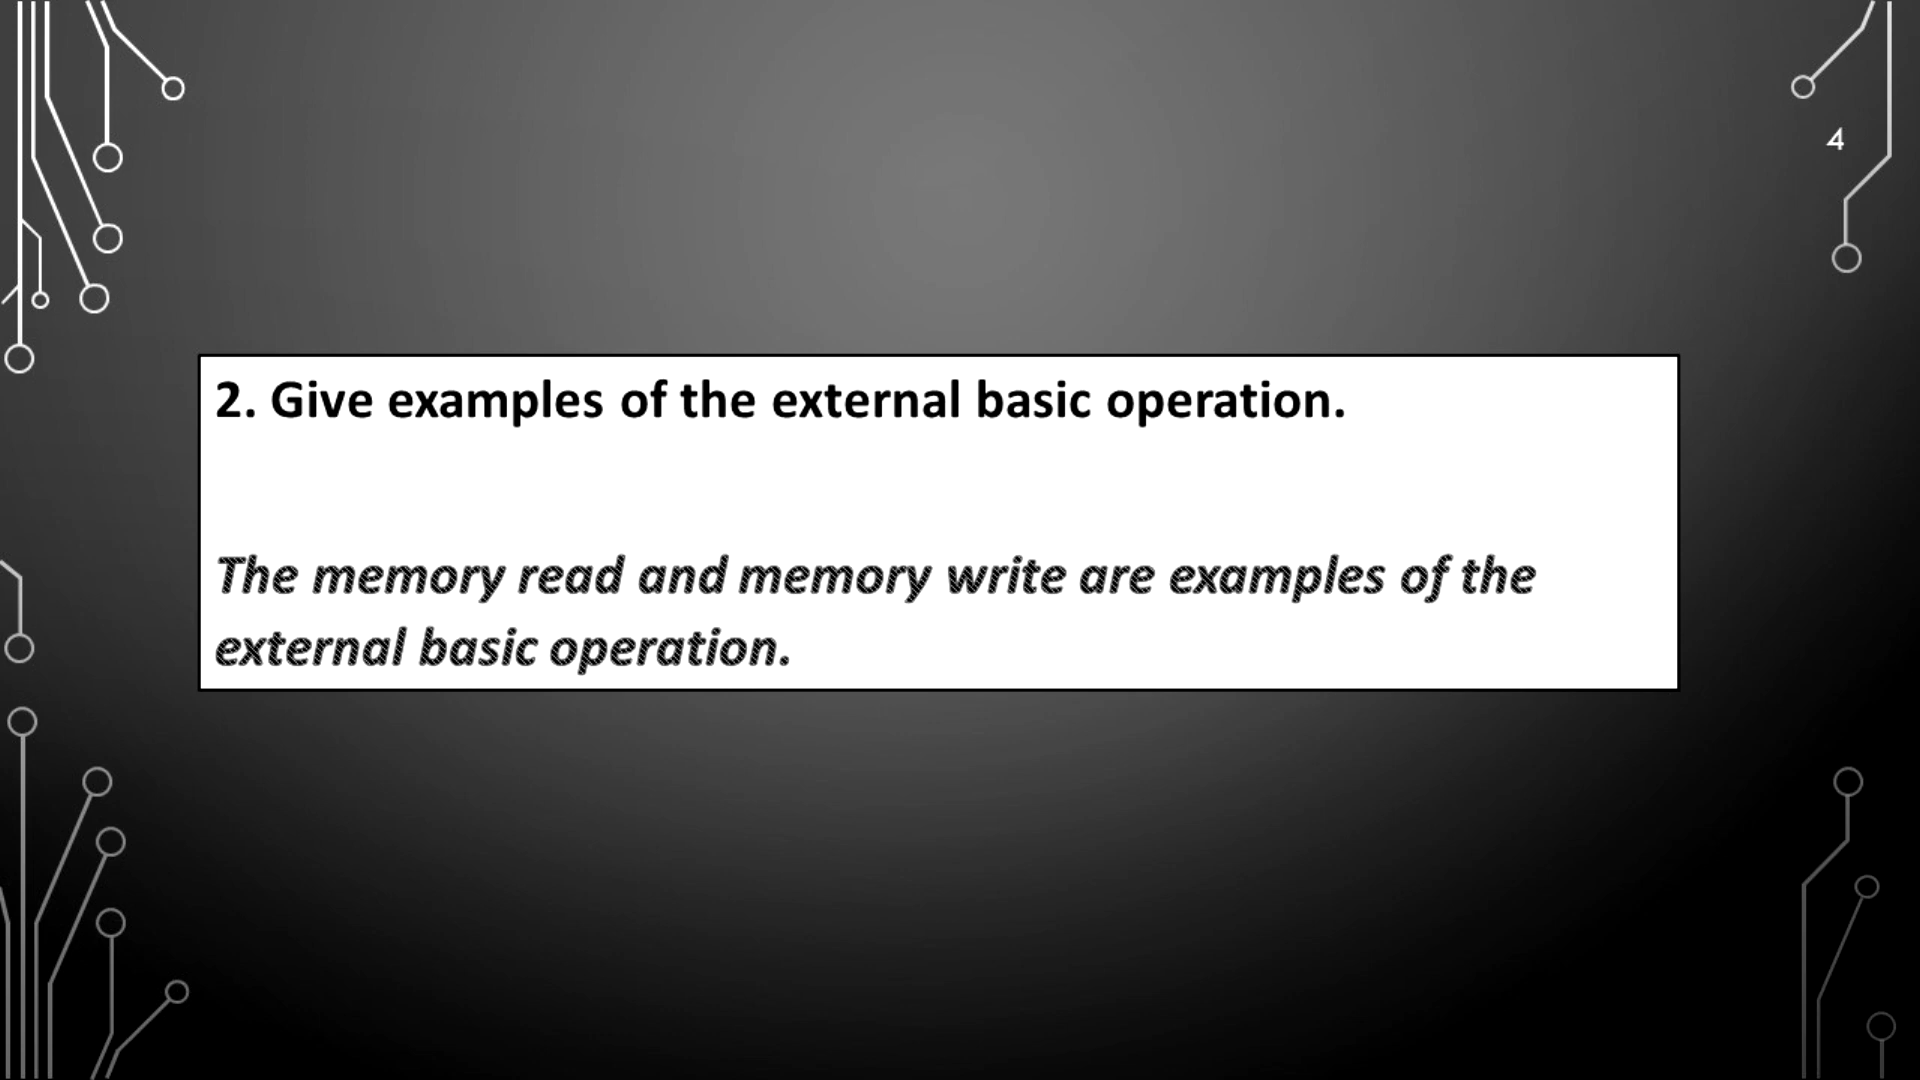 4
2. Give examples of the external basic operation.
The memory read and memory write are examples of the
external basic operation.